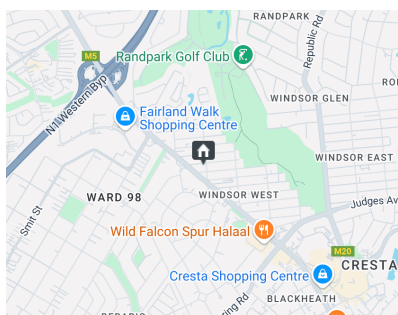 RANDPARK
M5
Randpark Golf Club
Republic Rd
N1 Western Byp
WINDSOR GLEN
Fairland Walk
Shopping Centre
WINDSOR EAST
WARD 98
WINDSOR WEST
Judges Av
Smit St
Wild Falcon Spur Halaal
M20
CRESTA
Cresta Shopping Centre
BLACKHEATH